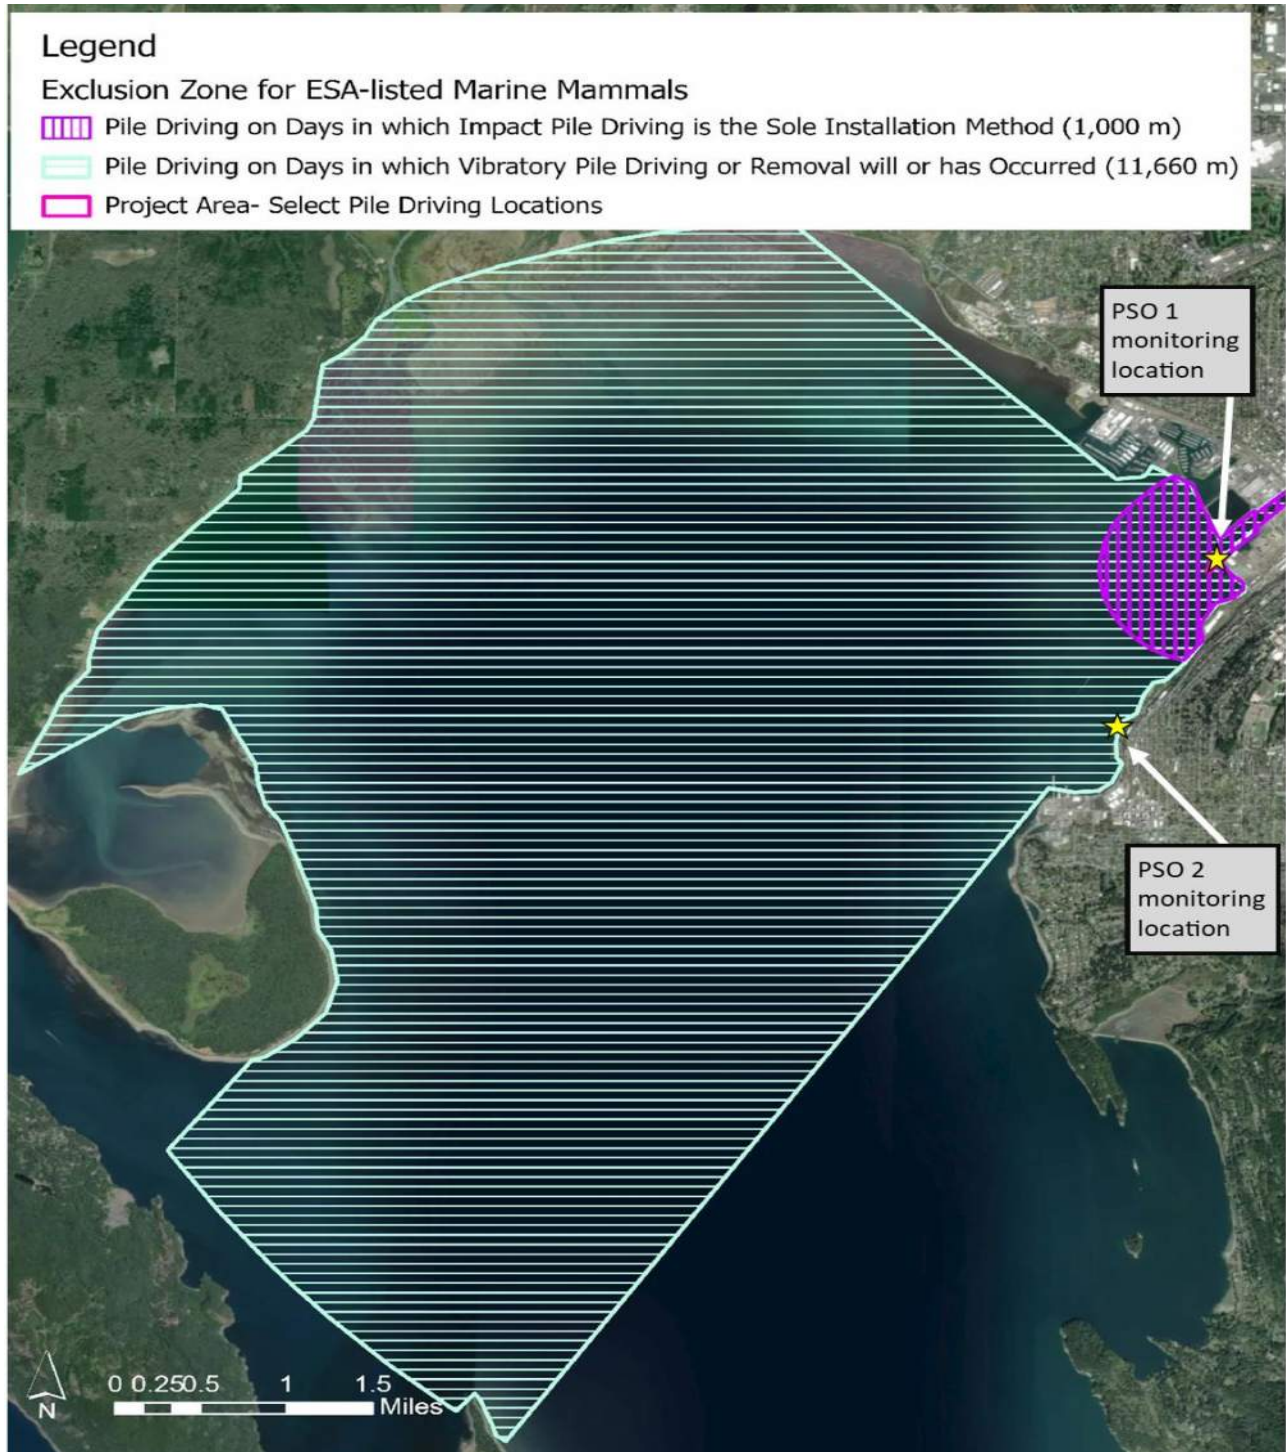 Legend
Exclusion Zone for ESA-listed Marine Mammals
Pile Driving on Days in which Impact Pile Driving is the Sole Installation Method (1,000 m)
Pile Driving on Days in which Vibratory Pile Driving or Removal will or has Occurred (11,660 m)
Project Area- Select Pile Driving Locations
PSO 1
monitoring
location
PSO 2
monitoring
location
0 0.250.5 1 1.5
Miles
N